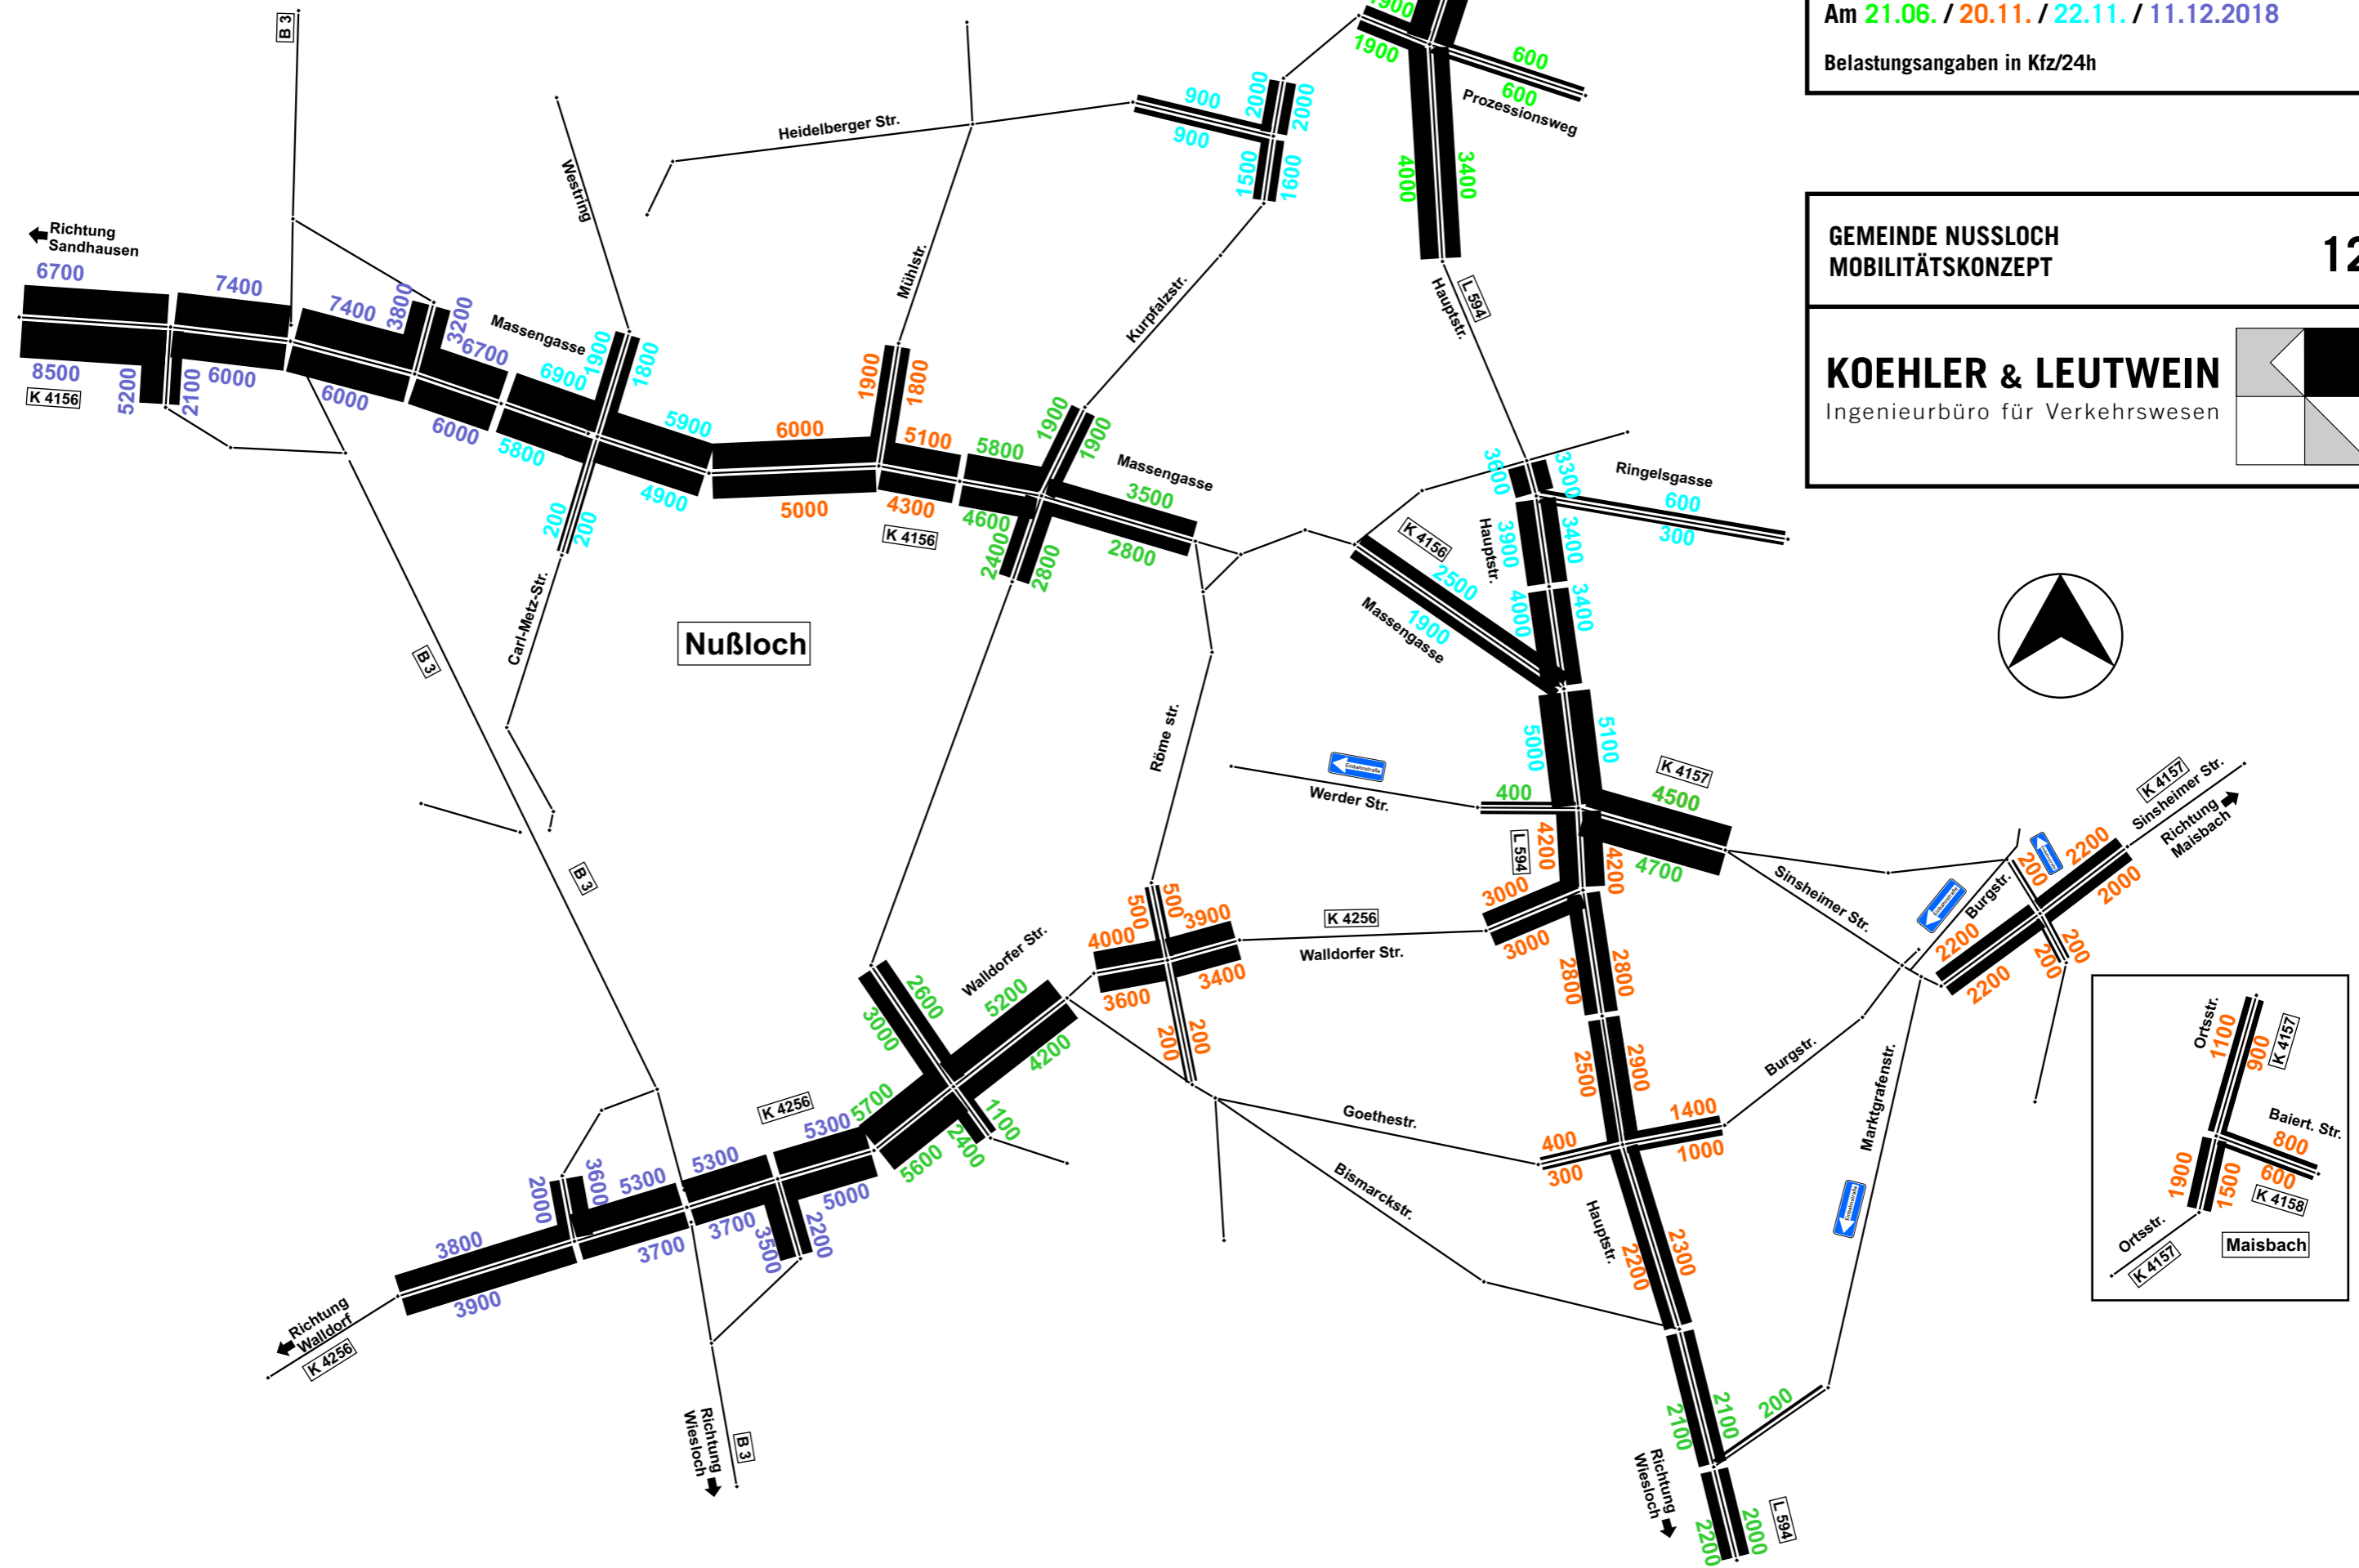 Am 21.06. / 20.11. / 22.11. / 11.12.2018
Belastungsangaben in Kfz/24h
GEMEINDE NUSSLOCH
MOBILITÄTSKONZEPT
12
KOEHLER & LEUTWEIN
Ingenieurbüro für Verkehrswesen
B 3
Heidelberger Str.
900
900
2000
2000
1500
1600
1900
1900
600
600
Prozessionsweg
4000
3400
Westring
Mühlstr.
Kurpfalzstr.
Hauptstr.
L 594
Richtung
Sandhausen
6700
7400
7400
3800
3200
6700
Massengasse
6900
1900
1800
8500
K 4156
5200
2100
6000
6000
6000
5800
5900
4900
200
200
6000
5000
1900
1800
5100
4300
K 4156
5800
4600
1900
1900
2400
2800
Massengasse
3500
2800
3600
3300
Ringelsgasse
600
300
K 4156
2500
1900
Massengasse
Hauptstr.
3900
3400
4000
3400
5000
5100
Carl-Metz-Str.
Nußloch
B 3
B 3
Röme str.
Einbahnstraße
Werder Str.
400
K 4157
4500
4700
L 594
4200
4200
3000
3000
K 4256
Walldorfer Str.
2800
2800
2500
2900
Sinsheimer Str.
Burgstr.
K 4157
Sinsheimer Str.
Richtung
Maisbach
Einbahnstraße
200
2200
2000
2200
2200
200
200
500
500
4000
3900
3600
3400
200
200
Walldorfer Str.
2600
3000
5200
4200
1100
2400
5700
5600
K 4256
5300
5300
5300
5000
3700
3700
3500
2200
2000
3600
3800
3900
Richtung
Walldorf
K 4256
Richtung
Wiesloch
B 3
Goethestr.
Bismarckstr.
400
300
1400
1000
Burgstr.
Marktgrafenstr.
Einbahnstraße
Hauptstr.
2200
2300
2100
2100
200
Richtung
Wiesloch
2200
2000
L 594
Ortsstr.
1100
900
K 4157
Baiert. Str.
800
600
K 4158
1900
1500
Ortsstr.
K 4157
Maisbach